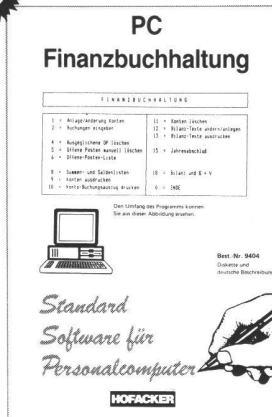 PC
Finanzbuchhaltung
FINANZBUCHHALTUNG
1 = Anlage/Änderung Konten
2 = Buchungen eingeben
4 = Ausgeglichene OP löschen
5 = Offene Posten manuell löschen
6 = Offene-Posten-Liste
8 = Summen- und Saldenlisten
9 = Konten ausdrucken
10 = Konto-Buchungsauszug drucken
11 = Konten löschen
12 = Bilanz-Texte ändern/anlegen
13 = Bilanz-Texte ausdrucken
15 = Jahresabschluß
18 = Bilanz und G + V
0 = ENDE
Den Umfang des Programms können
Sie aus dieser Abbildung ersehen.
Best.-Nr. 9404
Diskette und
deutsche Beschreibung
Standard
Software für
Personalcomputer
HOFACKER